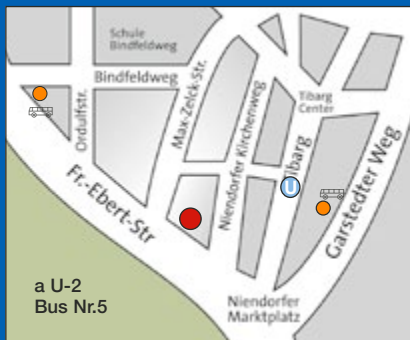 Schule
Bindfeldweg
Bindfeldweg
Ordulfstr.
Max-Zelck-Str.
Niendorfer Kirchenweg
Tibarg
Center
Tibarg
Garstedter Weg
Fr.-Ebert-Str
U
Niendorfer
Marktplatz
a U-2
Bus Nr.5